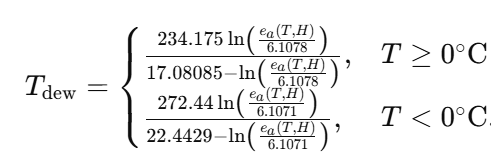 T_dew = { 234.175 ln(e_a(T,H)/6.1078) / 17.08085−ln(e_a(T,H)/6.1078), T ≥ 0°C
272.44 ln(e_a(T,H)/6.1071) / 22.4429−ln(e_a(T,H)/6.1071), T < 0°C.